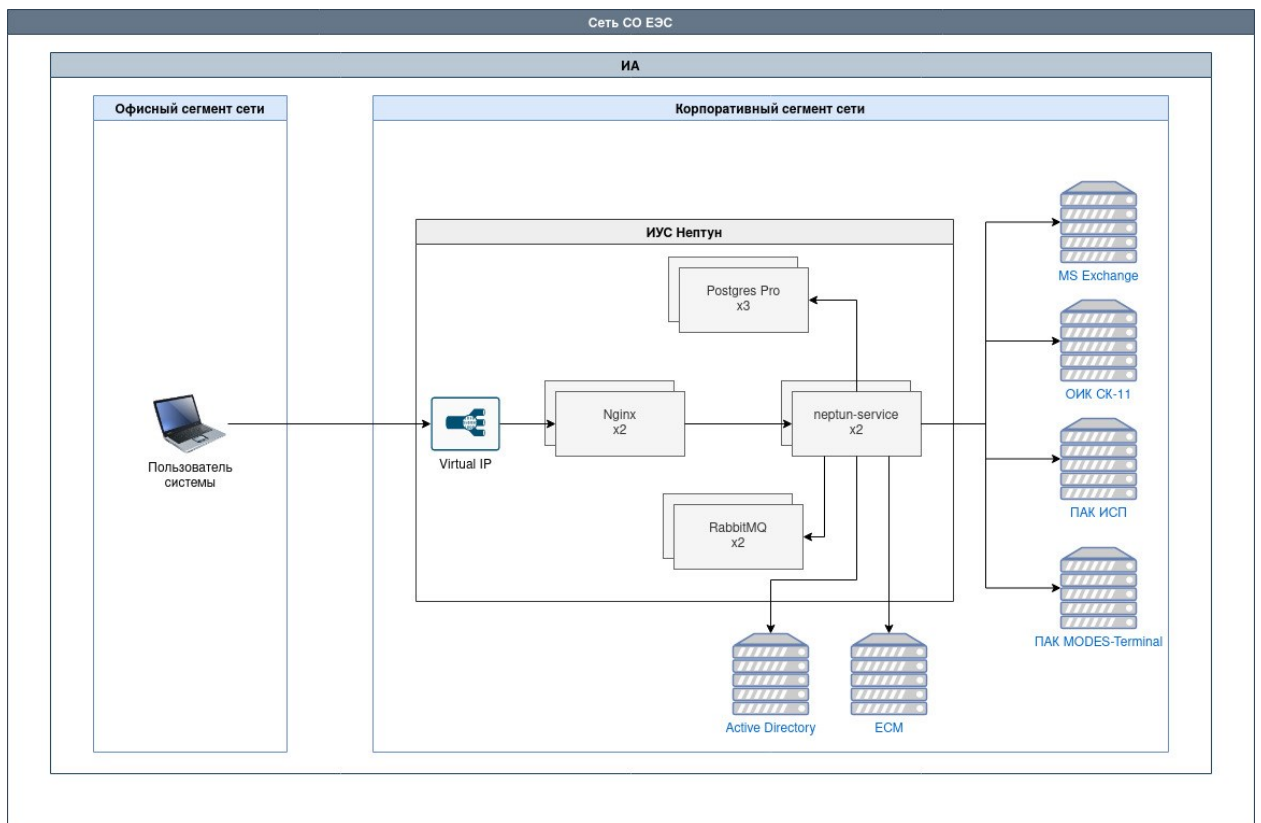 Сеть СО ЕЭС
ИА
Офисный сегмент сети
Корпоративный сегмент сети
ИУС Нептун
Postgres Pro
x3
Nginx
x2
neptun-service
x2
Virtual IP
Пользователь
системы
RabbitMQ
x2
MS Exchange
ОИК СК-11
ПАК ИСП
ПАК MODES-Terminal
Active Directory
ECM